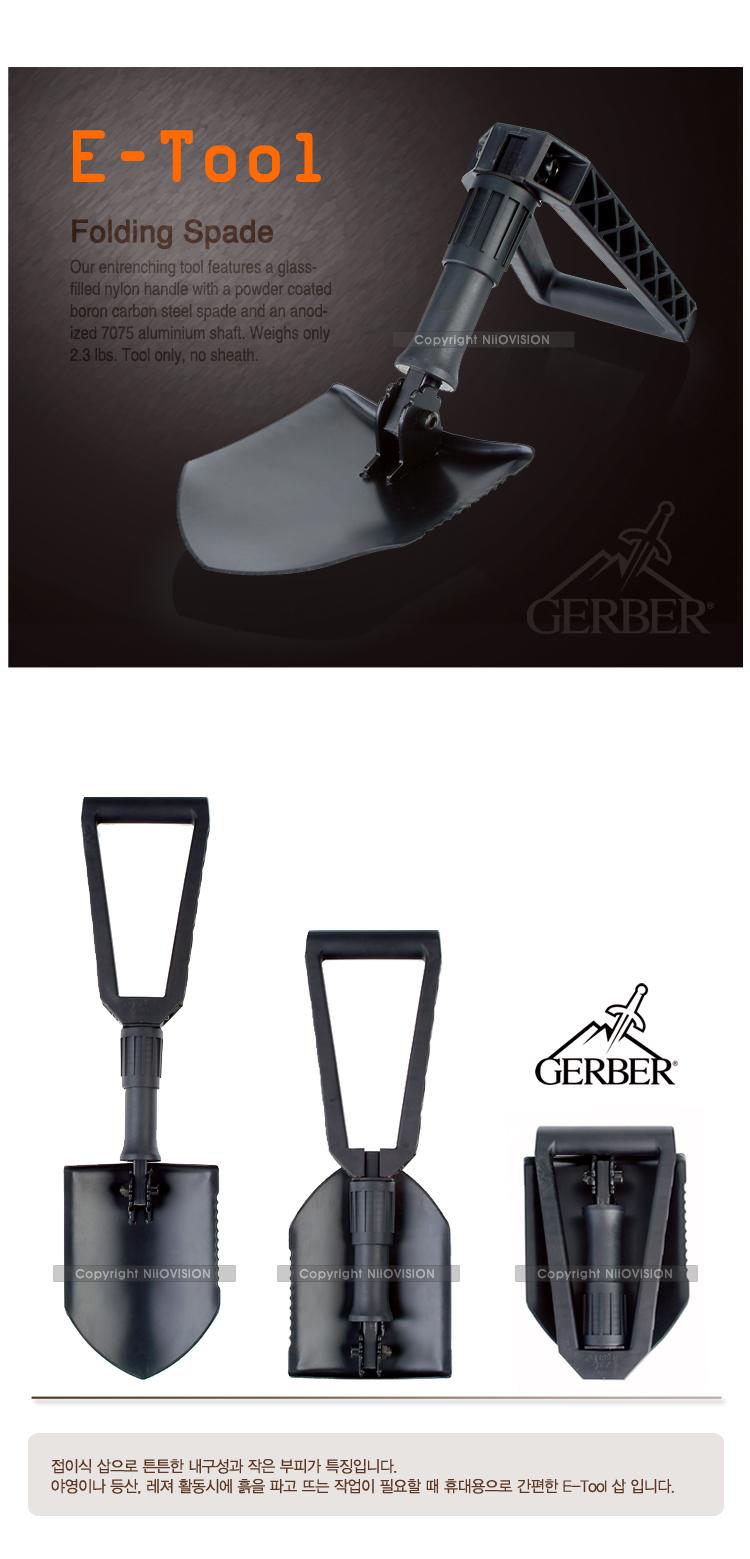 E-Tool
Folding Spade
Our entrenching tool features a glass-
filled nylon handle with a powder coated
boron carbon steel spade and an anod-
ized 7075 aluminium shaft. Weighs only
2.3 lbs. Tool only, no sheath.
Copyright NiiOVISION
GERBER®
GERBER®
Copyright NiiOVISION
Copyright NiiOVISION
Copyright NiiOVISION
접이식 삽으로 튼튼한 내구성과 작은 부피가 특징입니다.
야영이나 등산, 레져 활동시에 흙을 파고 뜨는 작업이 필요할 때 휴대용으로 간편한 E-Tool 삽 입니다.